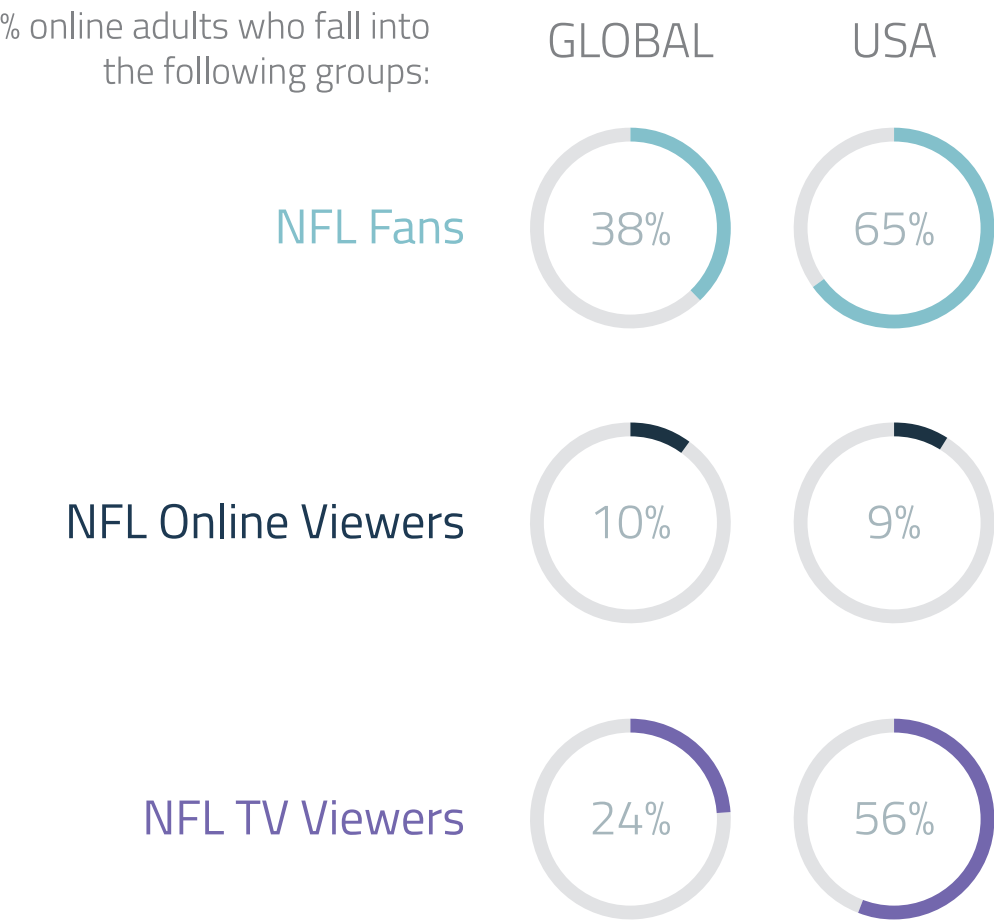 % online adults who fall into
the following groups:
GLOBAL
USA
NFL Fans
38%
65%
NFL Online Viewers
10%
9%
NFL TV Viewers
24%
56%